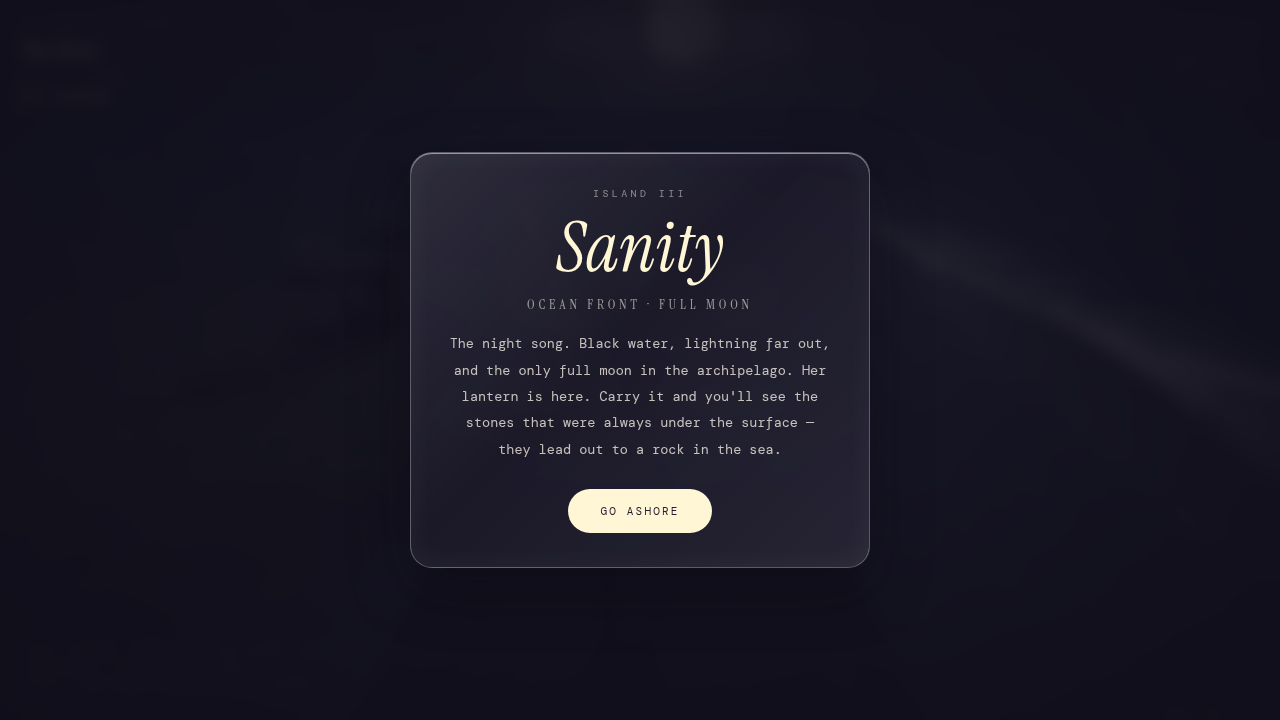 ISLAND III
Sanity
OCEAN FRONT · FULL MOON
The night song. Black water, lightning far out,
and the only full moon in the archipelago. Her
lantern is here. Carry it and you'll see the
stones that were always under the surface —
they lead out to a rock in the sea.
GO ASHORE